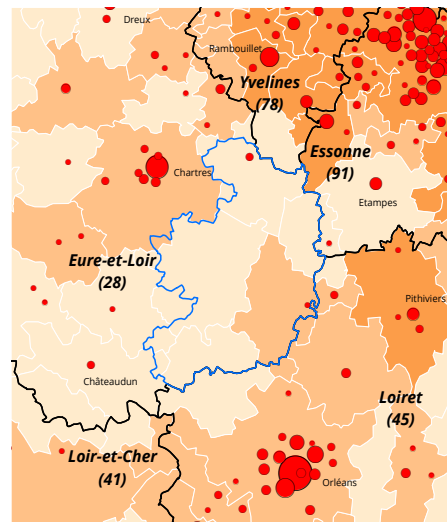 Dreux
Rambouillet
Yvelines
(78)
Essonne
(91)
Chartres
Etampes
Eure-et-Loir
(28)
Pithiviers
Châteaudun
Loiret
(45)
Loir-et-Cher
(41)
Orléans